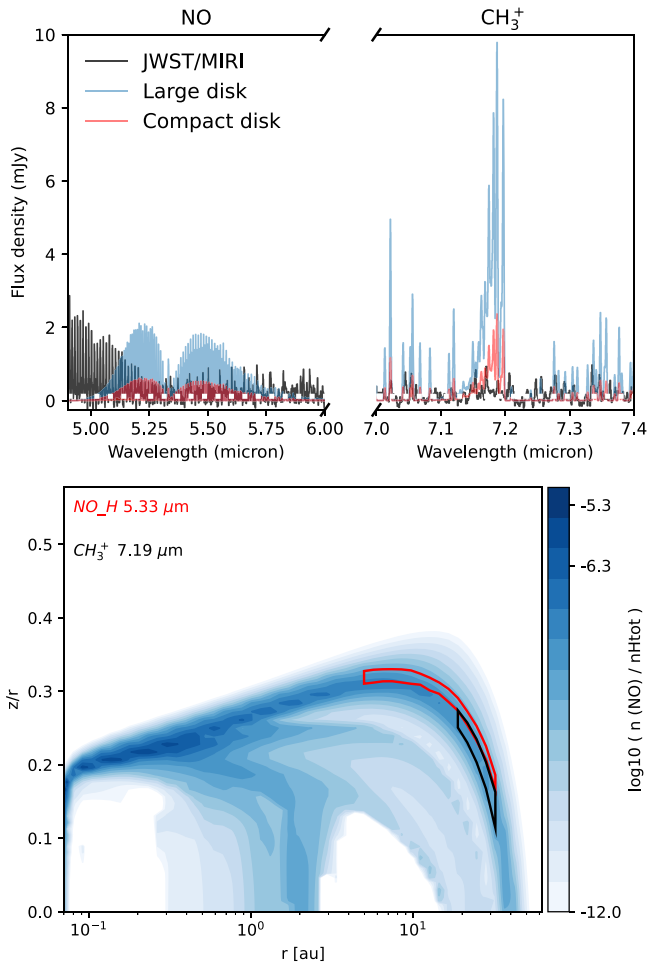 NO
CH₃⁺
10
8
6
4
2
0
Flux density (mJy)
JWST/MIRI
Large disk
Compact disk
5.00 5.25 5.50 5.75 6.00
7.0 7.1 7.2 7.3 7.4
Wavelength (micron)
Wavelength (micron)
NO_H 5.33 μm
CH₃⁺ 7.19 μm
0.5
0.4
0.3
0.2
0.1
0.0
z/r
10⁻¹ 10⁰ 10¹
r [au]
-5.3
-6.3
-12.0
log10 ( n (NO) / nHtot )